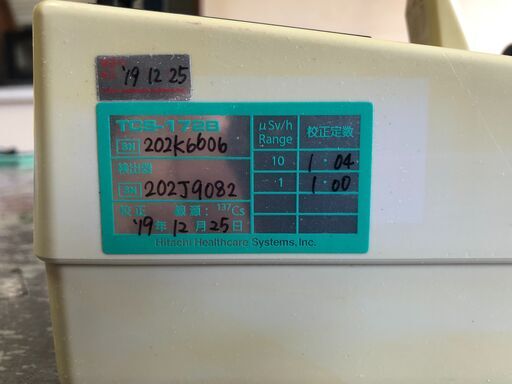 '19 12 25
TCS-172B
SN 202K6606
検出器
SN 202J9082
校正 線源：137Cs
'19年12月25日
μSv/h Range 校正定数
10 1.04
1 1.00
Hitachi Healthcare Systems, Inc.